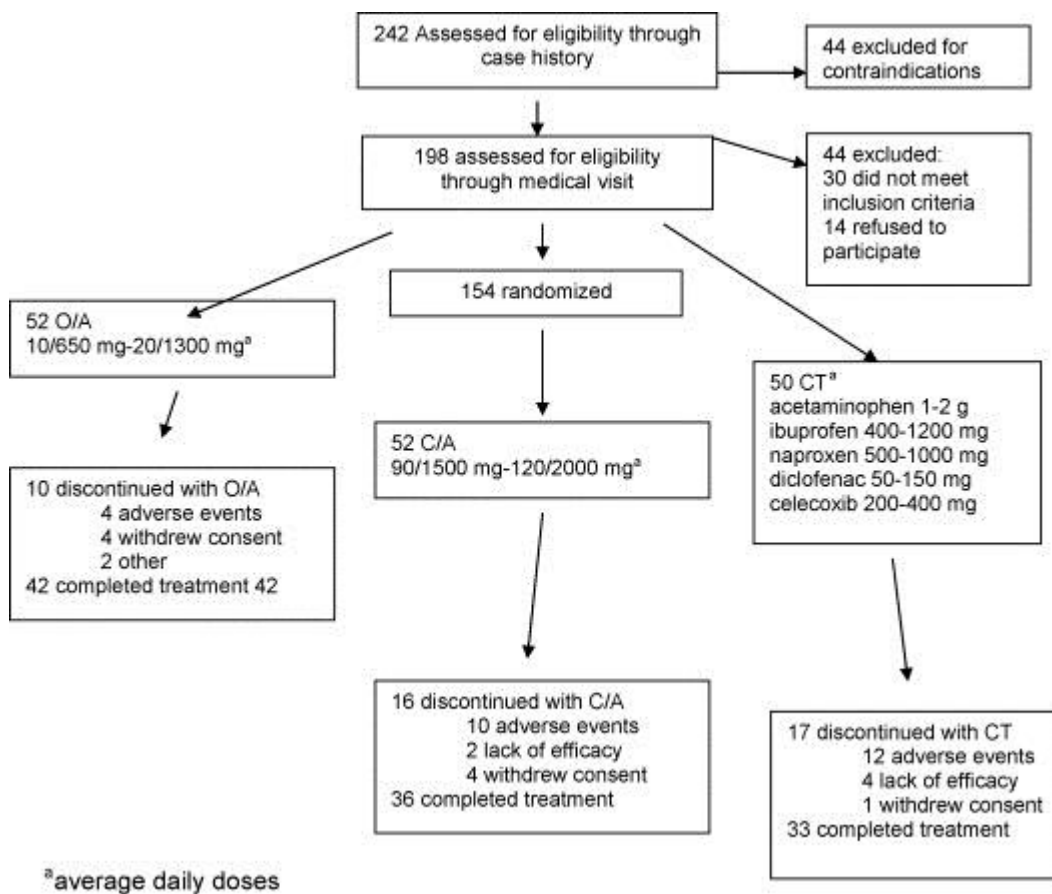 242 Assessed for eligibility through
case history
44 excluded for
contraindications
198 assessed for eligibility
through medical visit
44 excluded:
30 did not meet
inclusion criteria
14 refused to
participate
154 randomized
52 O/A
10/650 mg-20/1300 mgᵃ
50 CTᵃ
acetaminophen 1-2 g
ibuprofen 400-1200 mg
naproxen 500-1000 mg
diclofenac 50-150 mg
celecoxib 200-400 mg
52 C/A
90/1500 mg-120/2000 mgᵃ
10 discontinued with O/A
4 adverse events
4 withdrew consent
2 other
42 completed treatment 42
16 discontinued with C/A
10 adverse events
2 lack of efficacy
4 withdrew consent
36 completed treatment
17 discontinued with CT
12 adverse events
4 lack of efficacy
1 withdrew consent
33 completed treatment
ᵃaverage daily doses